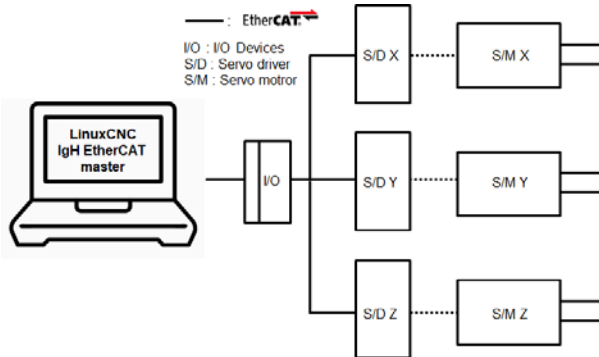 : EtherCAT
I/O : I/O Devices
S/D : Servo driver
S/M : Servo motror
LinuxCNC
IgH EtherCAT
master
I/O
S/D X
S/M X
S/D Y
S/M Y
S/D Z
S/M Z